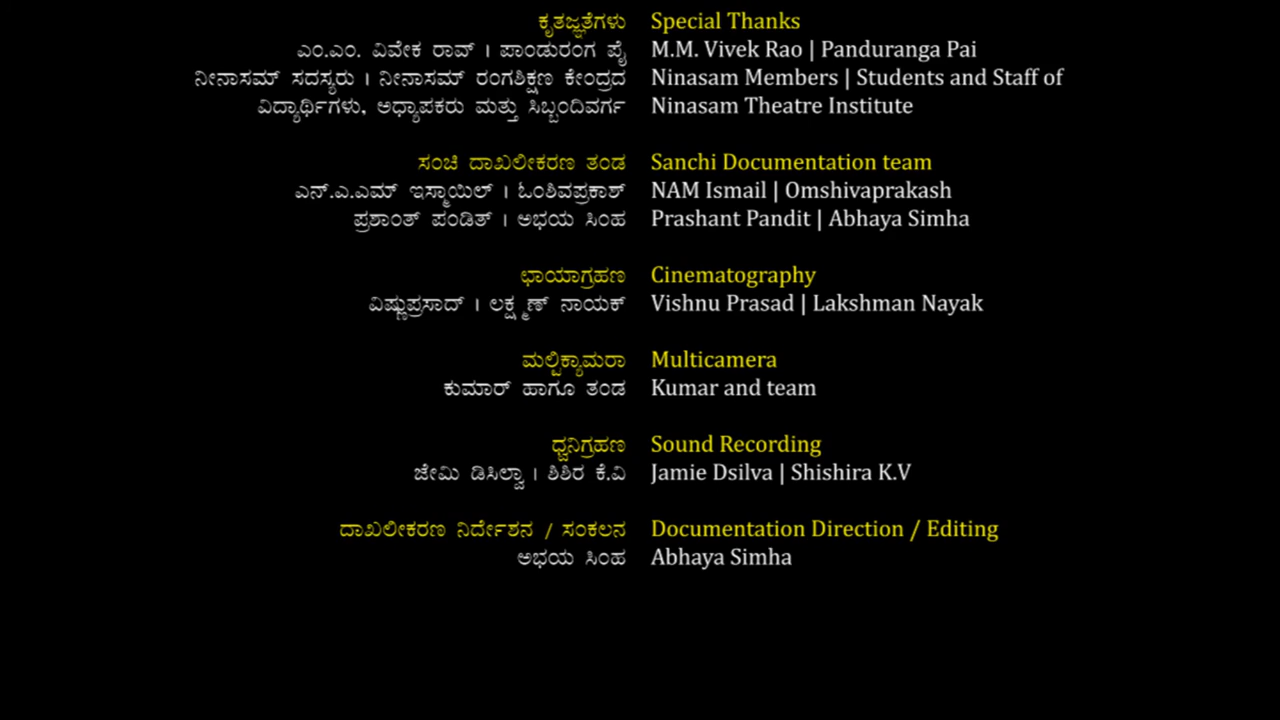 ಕೃತಜ್ಞತೆಗಳು Special Thanks
ಎಂ.ಎಂ. ವಿವೇಕ ರಾವ್ | ಪಾಂಡುರಂಗ ಪೈ M.M. Vivek Rao | Panduranga Pai
ನೀನಾಸಮ್ ಸದಸ್ಯರು | ನೀನಾಸಮ್ ರಂಗಶಿಕ್ಷಣ ಕೇಂದ್ರದ Ninasam Members | Students and Staff of
ವಿದ್ಯಾರ್ಥಿಗಳು, ಅಧ್ಯಾಪಕರು ಮತ್ತು ಸಿಬ್ಬಂದಿವರ್ಗ Ninasam Theatre Institute
ಸಂಚಿ ದಾಖಲೀಕರಣ ತಂಡ Sanchi Documentation team
ಎನ್.ಎ.ಎಮ್ ಇಸ್ಮಾಯಿಲ್ | ಓಂಶಿವಪ್ರಕಾಶ್ NAM Ismail | Omshivaprakash
ಪ್ರಶಾಂತ್ ಪಂಡಿತ್ | ಅಭಯ ಸಿಂಹ Prashant Pandit | Abhaya Simha
ಛಾಯಾಗ್ರಹಣ Cinematography
ವಿಷ್ಣುಪ್ರಸಾದ್ | ಲಕ್ಷ್ಮಣ್ ನಾಯಕ್ Vishnu Prasad | Lakshman Nayak
ಮಲ್ಟಿಕ್ಯಾಮರಾ Multicamera
ಕುಮಾರ್ ಹಾಗೂ ತಂಡ Kumar and team
ಧ್ವನಿಗ್ರಹಣ Sound Recording
ಜೇಮಿ ಡಿಸಿಲ್ವಾ | ಶಿಶಿರ ಕೆ.ವಿ Jamie Dsilva | Shishira K.V
ದಾಖಲೀಕರಣ ನಿರ್ದೇಶನ / ಸಂಕಲನ Documentation Direction / Editing
ಅಭಯ ಸಿಂಹ Abhaya Simha